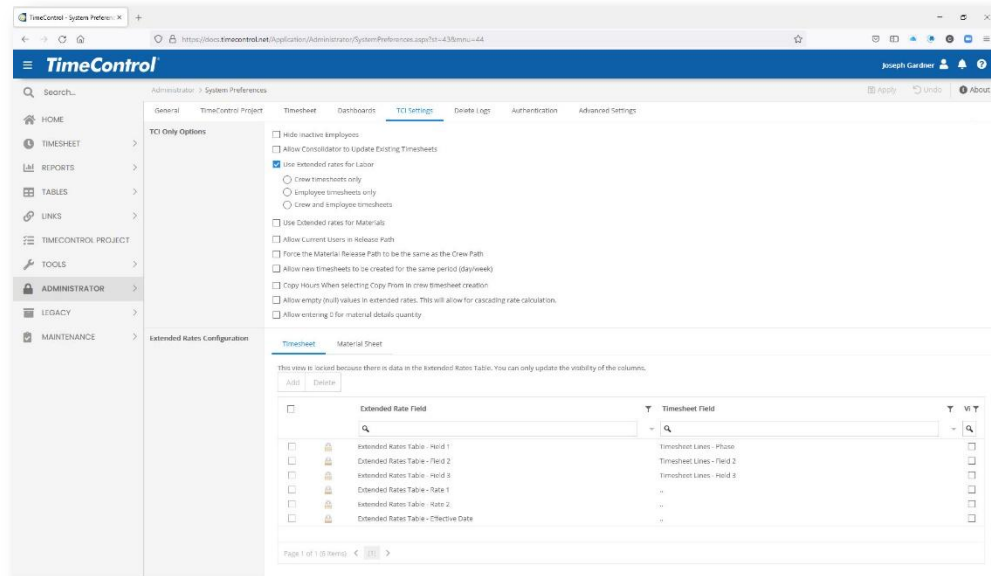 TimeControl - System Preferenc
https://docs.timecontrol.net/Application/Administrator/SystemPreferences.aspx?st=43&mnu=44
TimeControl
Joseph Gardner
Search...
Administrator > System Preferences
Apply
Undo
About
General
TimeControl Project
Timesheet
Dashboards
TCI Settings
Delete Logs
Authentication
Advanced Settings
HOME
TIMESHEET
REPORTS
TABLES
LINKS
TIMECONTROL PROJECT
TOOLS
ADMINISTRATOR
LEGACY
MAINTENANCE
TCI Only Options
Hide Inactive Employees
Allow Consolidator to Update Existing Timesheets
Use Extended rates for Labor
Crew timesheets only
Employee timesheets only
Crew and Employee timesheets
Use Extended rates for Materials
Allow Current Users in Release Path
Force the Material Release Path to be the same as the Crew Path
Allow new timesheets to be created for the same period (day/week)
Copy Hours When selecting Copy From in crew timesheet creation
Allow empty (null) values in extended rates. This will allow for cascading rate calculation.
Allow entering 0 for material details quantity
Extended Rates Configuration
Timesheet
Material Sheet
This view is locked because there is data in the Extended Rates Table. You can only update the visibility of the columns.
Add
Delete
Extended Rate Field
Timesheet Field
Vi
Extended Rates Table - Field 1
Timesheet Lines - Phase
Extended Rates Table - Field 2
Timesheet Lines - Field 2
Extended Rates Table - Field 3
Timesheet Lines - Field 3
Extended Rates Table - Rate 1
..
Extended Rates Table - Rate 2
..
Extended Rates Table - Effective Date
..
Page 1 of 1 (6 items)
[1]